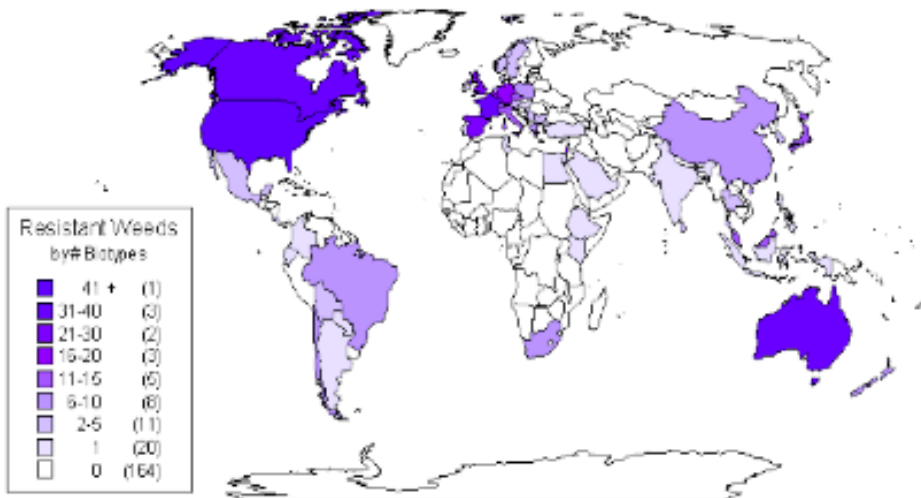 Resistant Weeds
by# Biotypes
41 + (1)
31-40 (3)
21-30 (2)
16-20 (3)
11-15 (5)
6-10 (8)
2-5 (11)
1 (20)
0 (164)